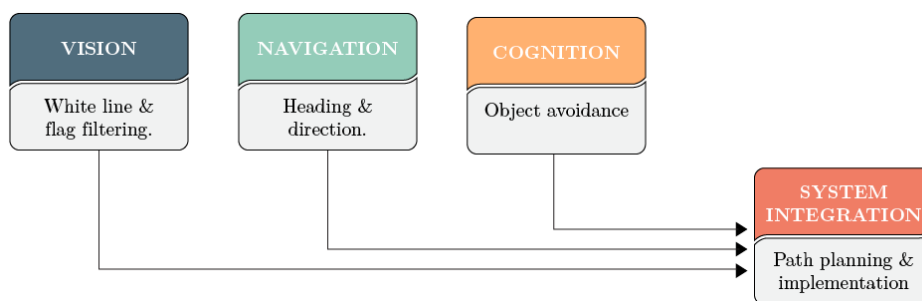 VISION
White line &
flag filtering.
NAVIGATION
Heading &
direction.
COGNITION
Object avoidance
SYSTEM
INTEGRATION
Path planning &
implementation